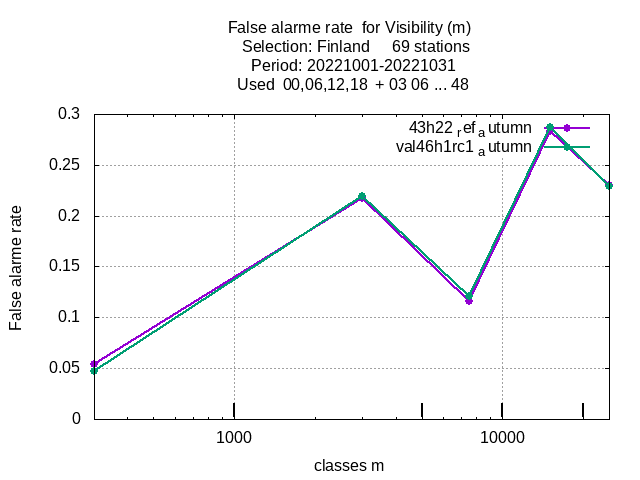 False alarme rate  for Visibility (m)
Selection: Finland     69 stations
Period: 20221001-20221031
Used  00,06,12,18  + 03 06 ... 48
0.3
43h22 ref autumn
val46h1rc1 autumn
0.25
0.2
0.15
0.1
0.05
0
False alarme rate
1000
10000
classes m